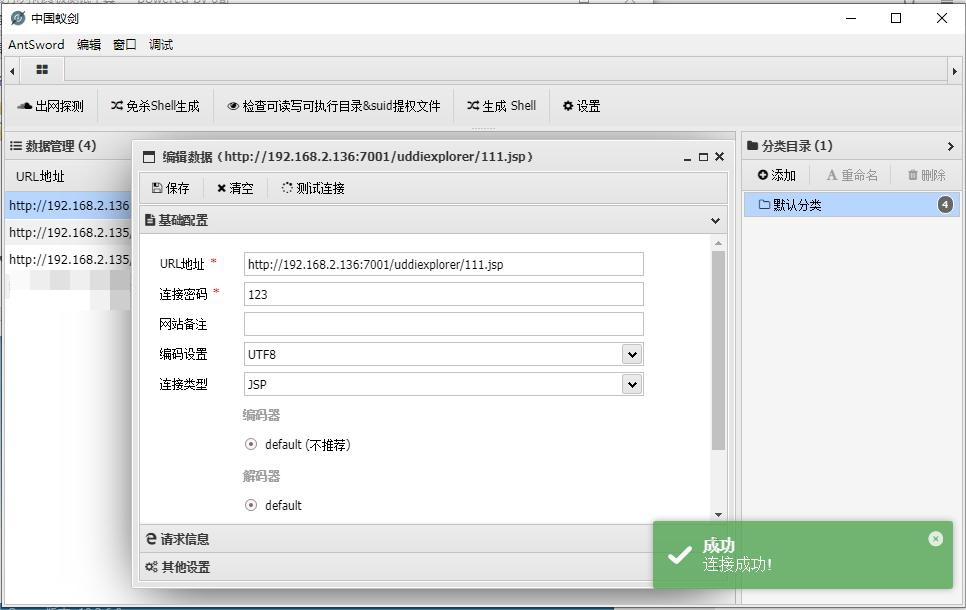 中国蚁剑
AntSword 编辑 窗口 调试
出网探测 免杀Shell生成 检查可读写可执行目录&suid提权文件 生成 Shell 设置
数据管理 (4)
URL地址
http://192.168.2.136
http://192.168.2.135/
http://192.168.2.135/
编辑数据 (http://192.168.2.136:7001/uddiexplorer/111.jsp)
保存 清空 测试连接
基础配置
URL地址 * http://192.168.2.136:7001/uddiexplorer/111.jsp
连接密码 * 123
网站备注
编码设置 UTF8
连接类型 JSP
编码器
default (不推荐)
解码器
default
请求信息
其他设置
分类目录 (1)
添加 重命名 删除
默认分类 4
成功
连接成功!